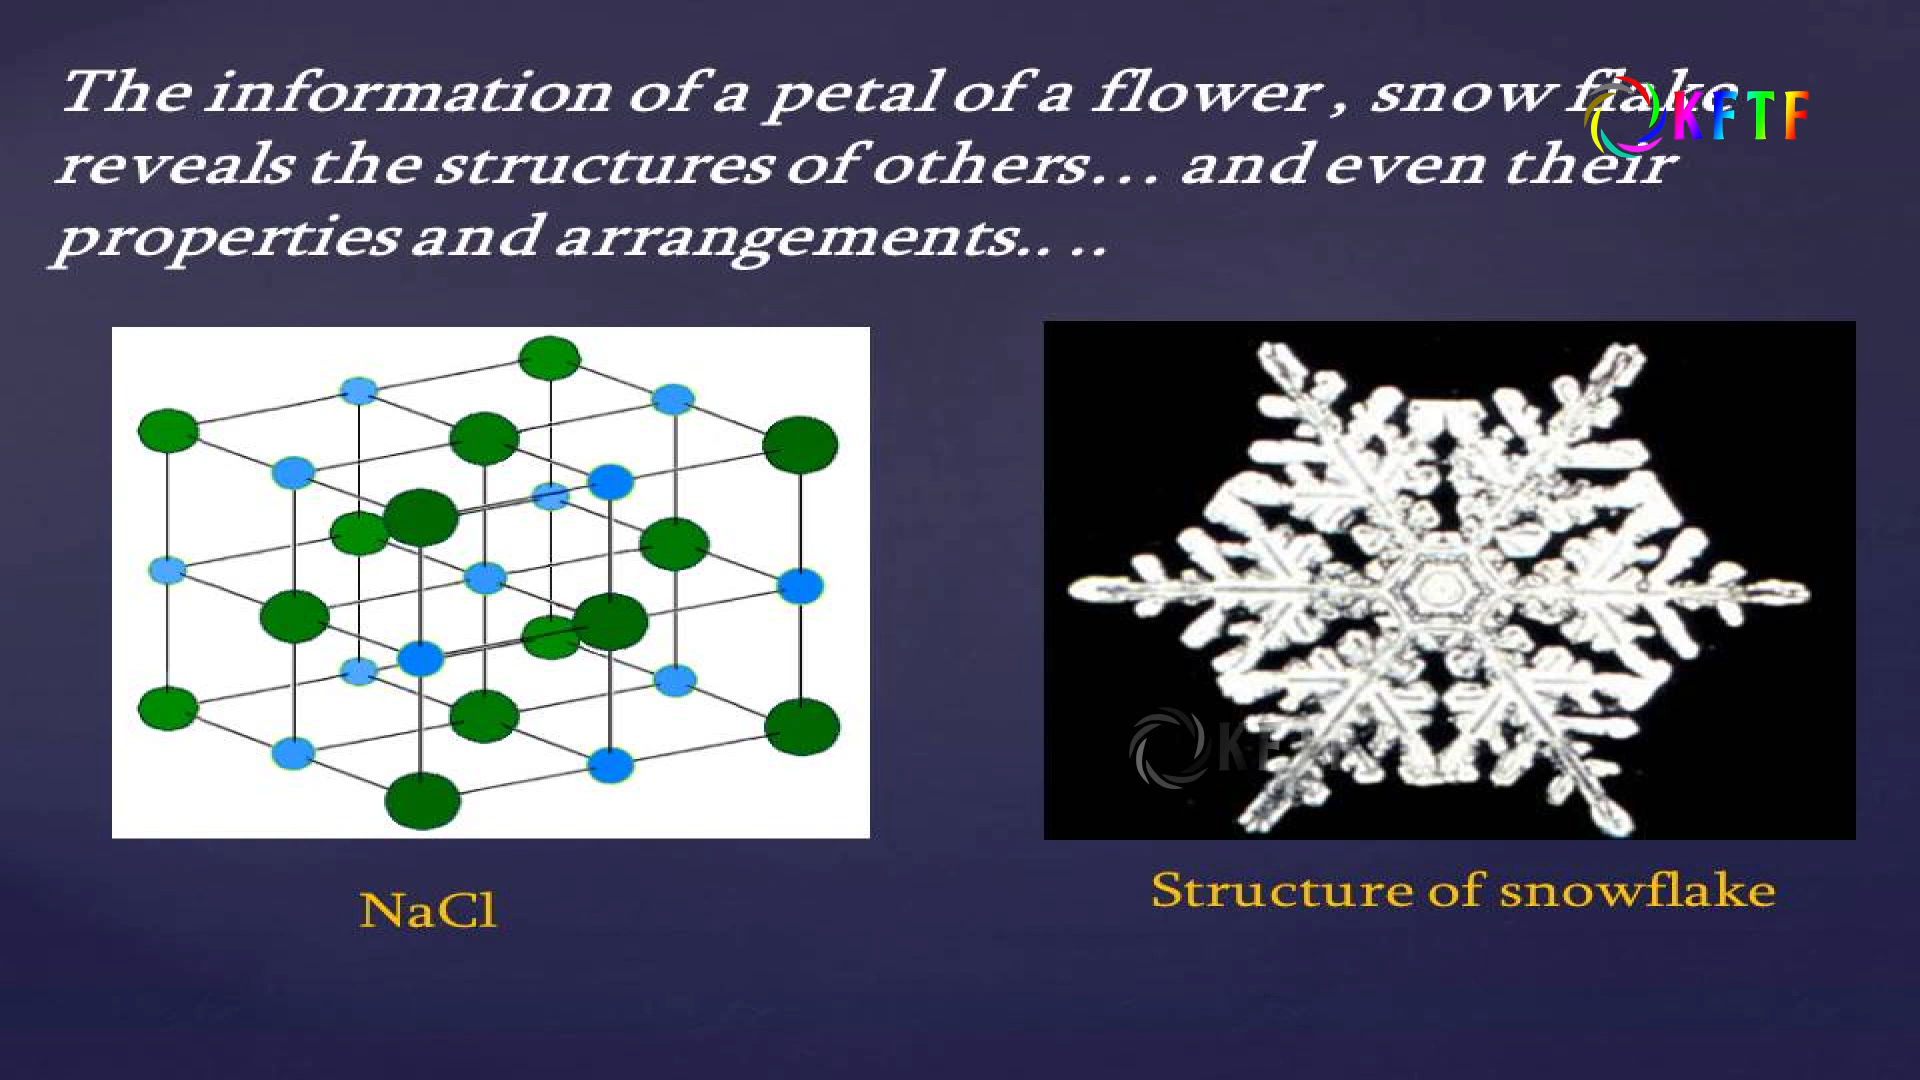 The information of a petal of a flower , snow flake
KFTF
reveals the structures of others... and even their
properties and arrangements.. ..
KFTF
NaCl
Structure of snowflake